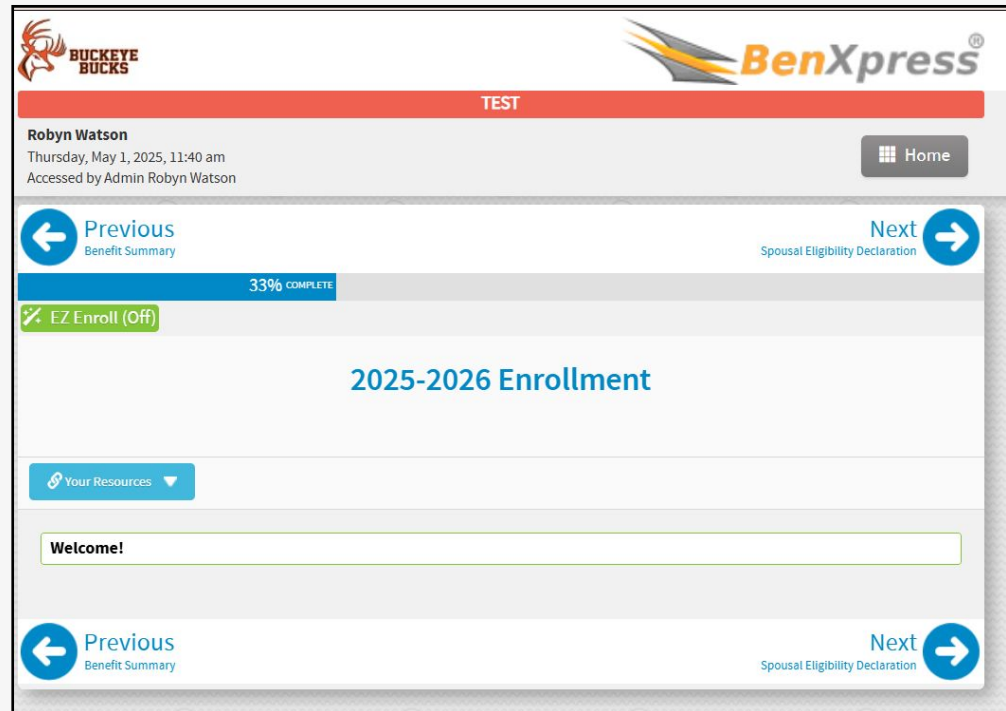 BUCKEYE
BUCKS
BenXpress®
TEST
Robyn Watson
Thursday, May 1, 2025, 11:40 am
Accessed by Admin Robyn Watson
Home
Previous
Benefit Summary
Next
Spousal Eligibility Declaration
33% COMPLETE
EZ Enroll (Off)
2025-2026 Enrollment
Your Resources
Welcome!
Previous
Benefit Summary
Next
Spousal Eligibility Declaration